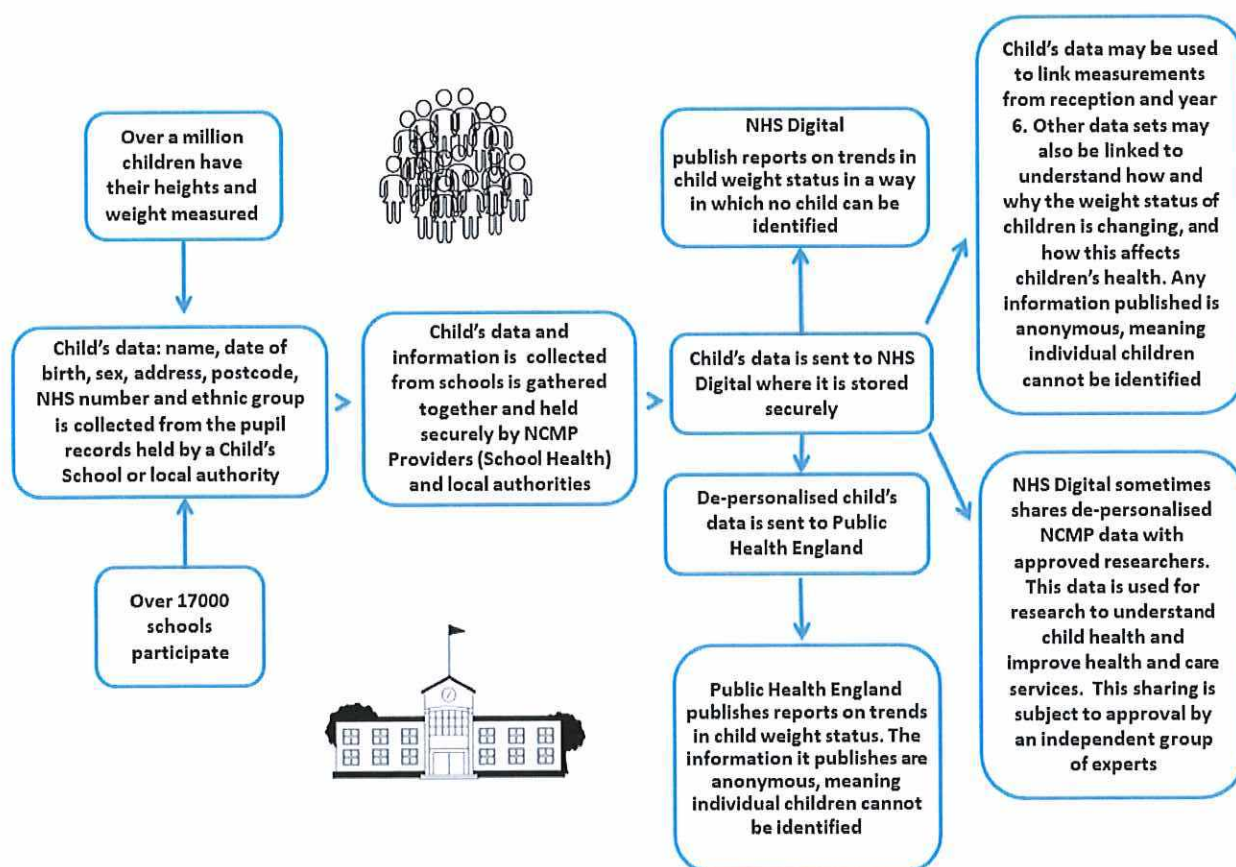 Over a million
children have
their heights and
weight measured
Child's data: name, date of
birth, sex, address, postcode,
NHS number and ethnic group
is collected from the pupil
records held by a Child's
School or local authority
Over 17000
schools
participate
Child's data and
information is collected
from schools is gathered
together and held
securely by NCMP
Providers (School Health)
and local authorities
NHS Digital
publish reports on trends in
child weight status in a way
in which no child can be
identified
Child's data is sent to NHS
Digital where it is stored
securely
De-personalised child's
data is sent to Public
Health England
Public Health England
publishes reports on trends
in child weight status. The
information it publishes are
anonymous, meaning
individual children cannot
be identified
Child's data may be used
to link measurements
from reception and year
6. Other data sets may
also be linked to
understand how and
why the weight status of
children is changing, and
how this affects
children's health. Any
information published is
anonymous, meaning
individual children
cannot be identified
NHS Digital sometimes
shares de-personalised
NCMP data with
approved researchers.
This data is used for
research to understand
child health and
improve health and care
services. This sharing is
subject to approval by
an independent group
of experts